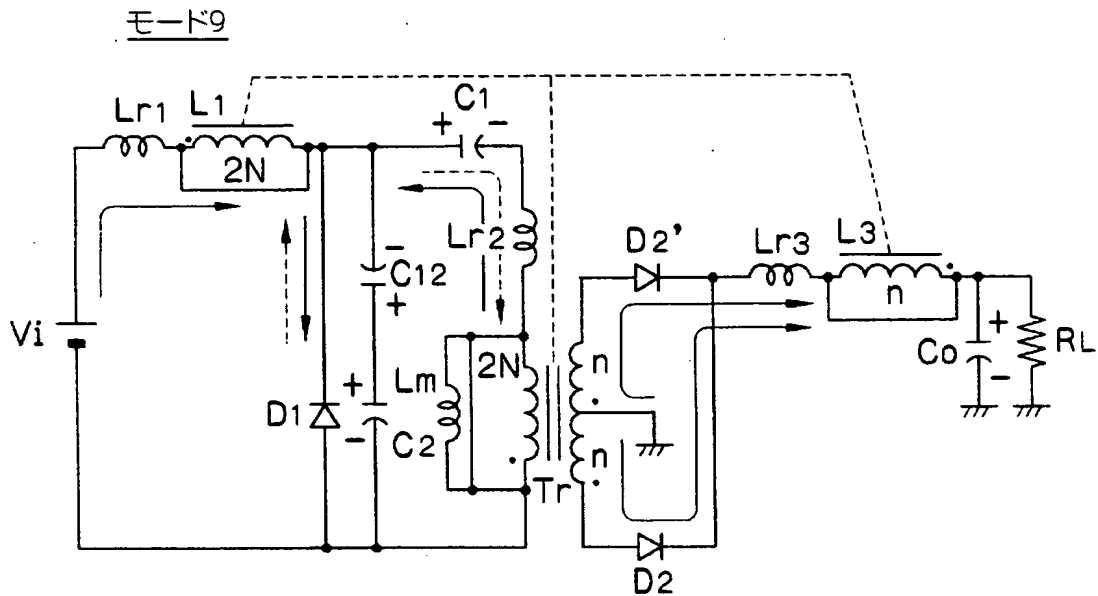 モード9
Lr1
L1
C1
+
-
2N
Lr2
-
C12
+
D2'
Lr3
L3
n
Vi
+
-
Co
RL
D1
+
-
C2
Lm
2N
n
n
Tr
D2